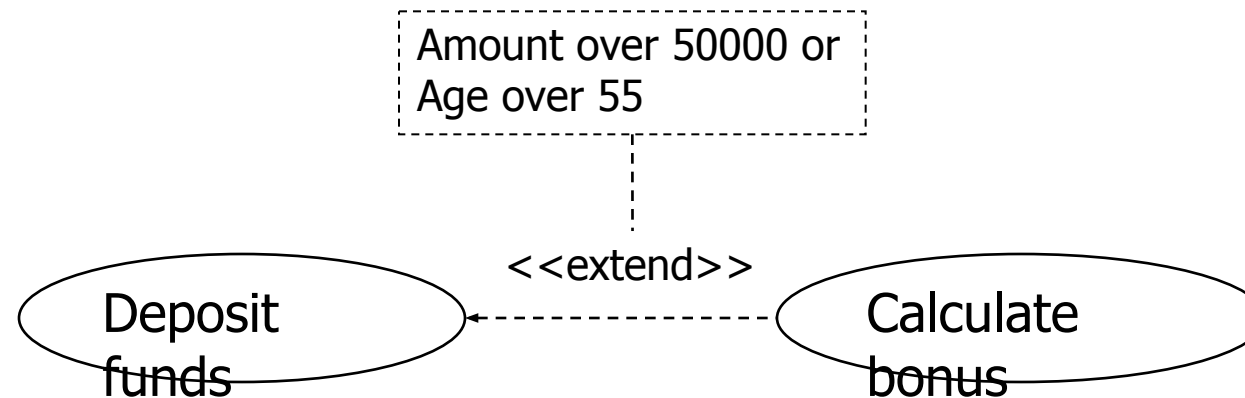 Amount over 50000 or
Age over 55
<<extend>>
Deposit
funds
Calculate
bonus